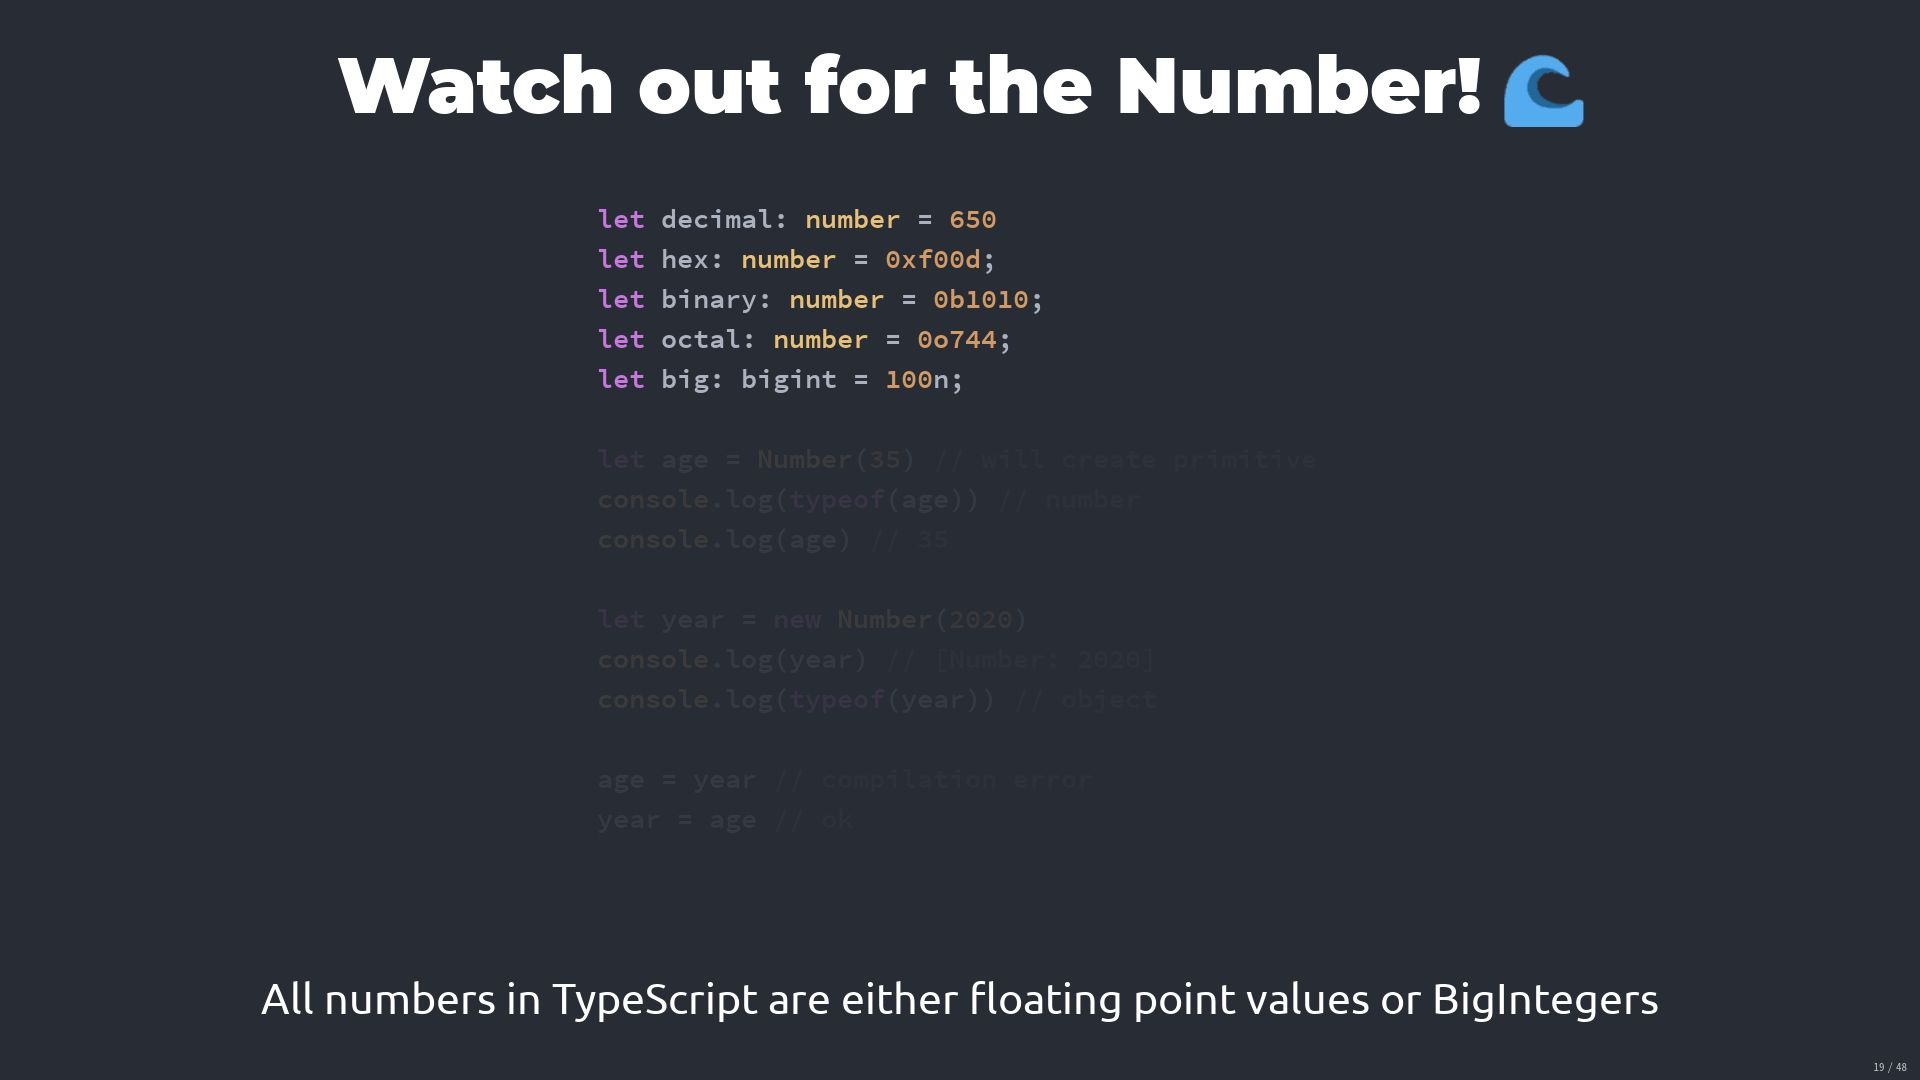 Watch out for the Number! 🌊
let decimal: number = 650
let hex: number = 0xf00d;
let binary: number = 0b1010;
let octal: number = 0o744;
let big: bigint = 100n;
let age = Number(35) // will create primitive
console.log(typeof(age)) // number
console.log(age) // 35
let year = new Number(2020)
console.log(year) // [Number: 2020]
console.log(typeof(year)) // object
age = year // compilation error
year = age // ok
All numbers in TypeScript are either floating point values or BigIntegers
19 / 48